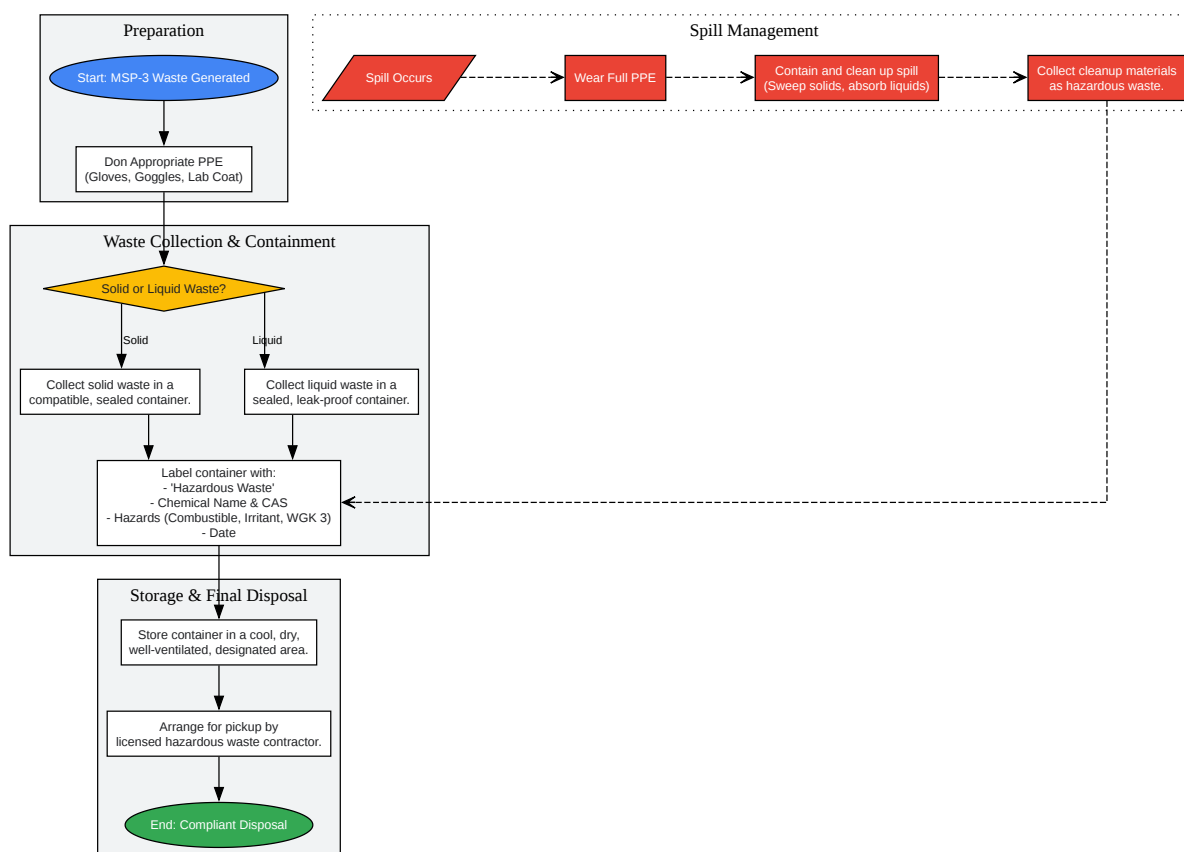 Preparation
Start: MSP-3 Waste Generated
Don Appropriate PPE
(Gloves, Goggles, Lab Coat)
Spill Management
Spill Occurs
Wear Full PPE
Contain and clean up spill
(Sweep solids, absorb liquids)
Collect cleanup materials
as hazardous waste.
Waste Collection & Containment
Solid or Liquid Waste?
Solid
Liquid
Collect solid waste in a
compatible, sealed container.
Collect liquid waste in a
sealed, leak-proof container.
Label container with:
- 'Hazardous Waste'
- Chemical Name & CAS
- Hazards (Combustible, Irritant, WGK 3)
- Date
Storage & Final Disposal
Store container in a cool, dry,
well-ventilated, designated area.
Arrange for pickup by
licensed hazardous waste contractor.
End: Compliant Disposal